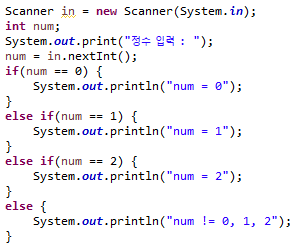 Scanner in = new Scanner(System.in);
int num;
System.out.print("정수 입력 : ");
num = in.nextInt();
if(num == 0) {
    System.out.println("num = 0");
}
else if(num == 1) {
    System.out.println("num = 1");
}
else if(num == 2) {
    System.out.println("num = 2");
}
else {
    System.out.println("num != 0, 1, 2");
}